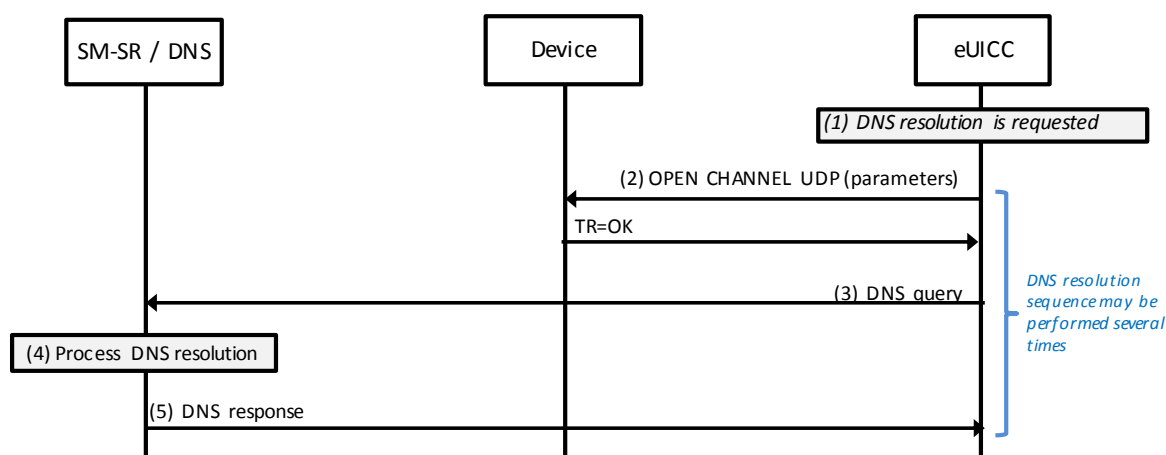 SM-SR / DNS
Device
eUICC
(1) DNS resolution is requested
(2) OPEN CHANNEL UDP (parameters)
TR=OK
(3) DNS query
DNS resolution
sequence may be
performed several
times
(4) Process DNS resolution
(5) DNS response